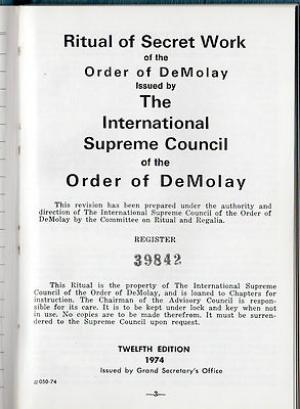 Ritual of Secret Work
of the
Order of DeMolay
Issued by
The
International
Supreme Council
of the
Order of DeMolay
This revision has been prepared under the authority and
direction of The International Supreme Council of the Order of
DeMolay by the Committee on Ritual and Regalia.
REGISTER
39842
This Ritual is the property of The International Supreme
Council of the Order of DeMolay, and is loaned to Chapters for
instruction. The Chairman of the Advisory Council is respon-
sible for its care. It is to be kept under lock and key when not
in use. No copies are to be made therefrom. It must be surren-
dered to the Supreme Council upon request.
TWELFTH EDITION
1974
Issued by Grand Secretary's Office
#050-74
—3—